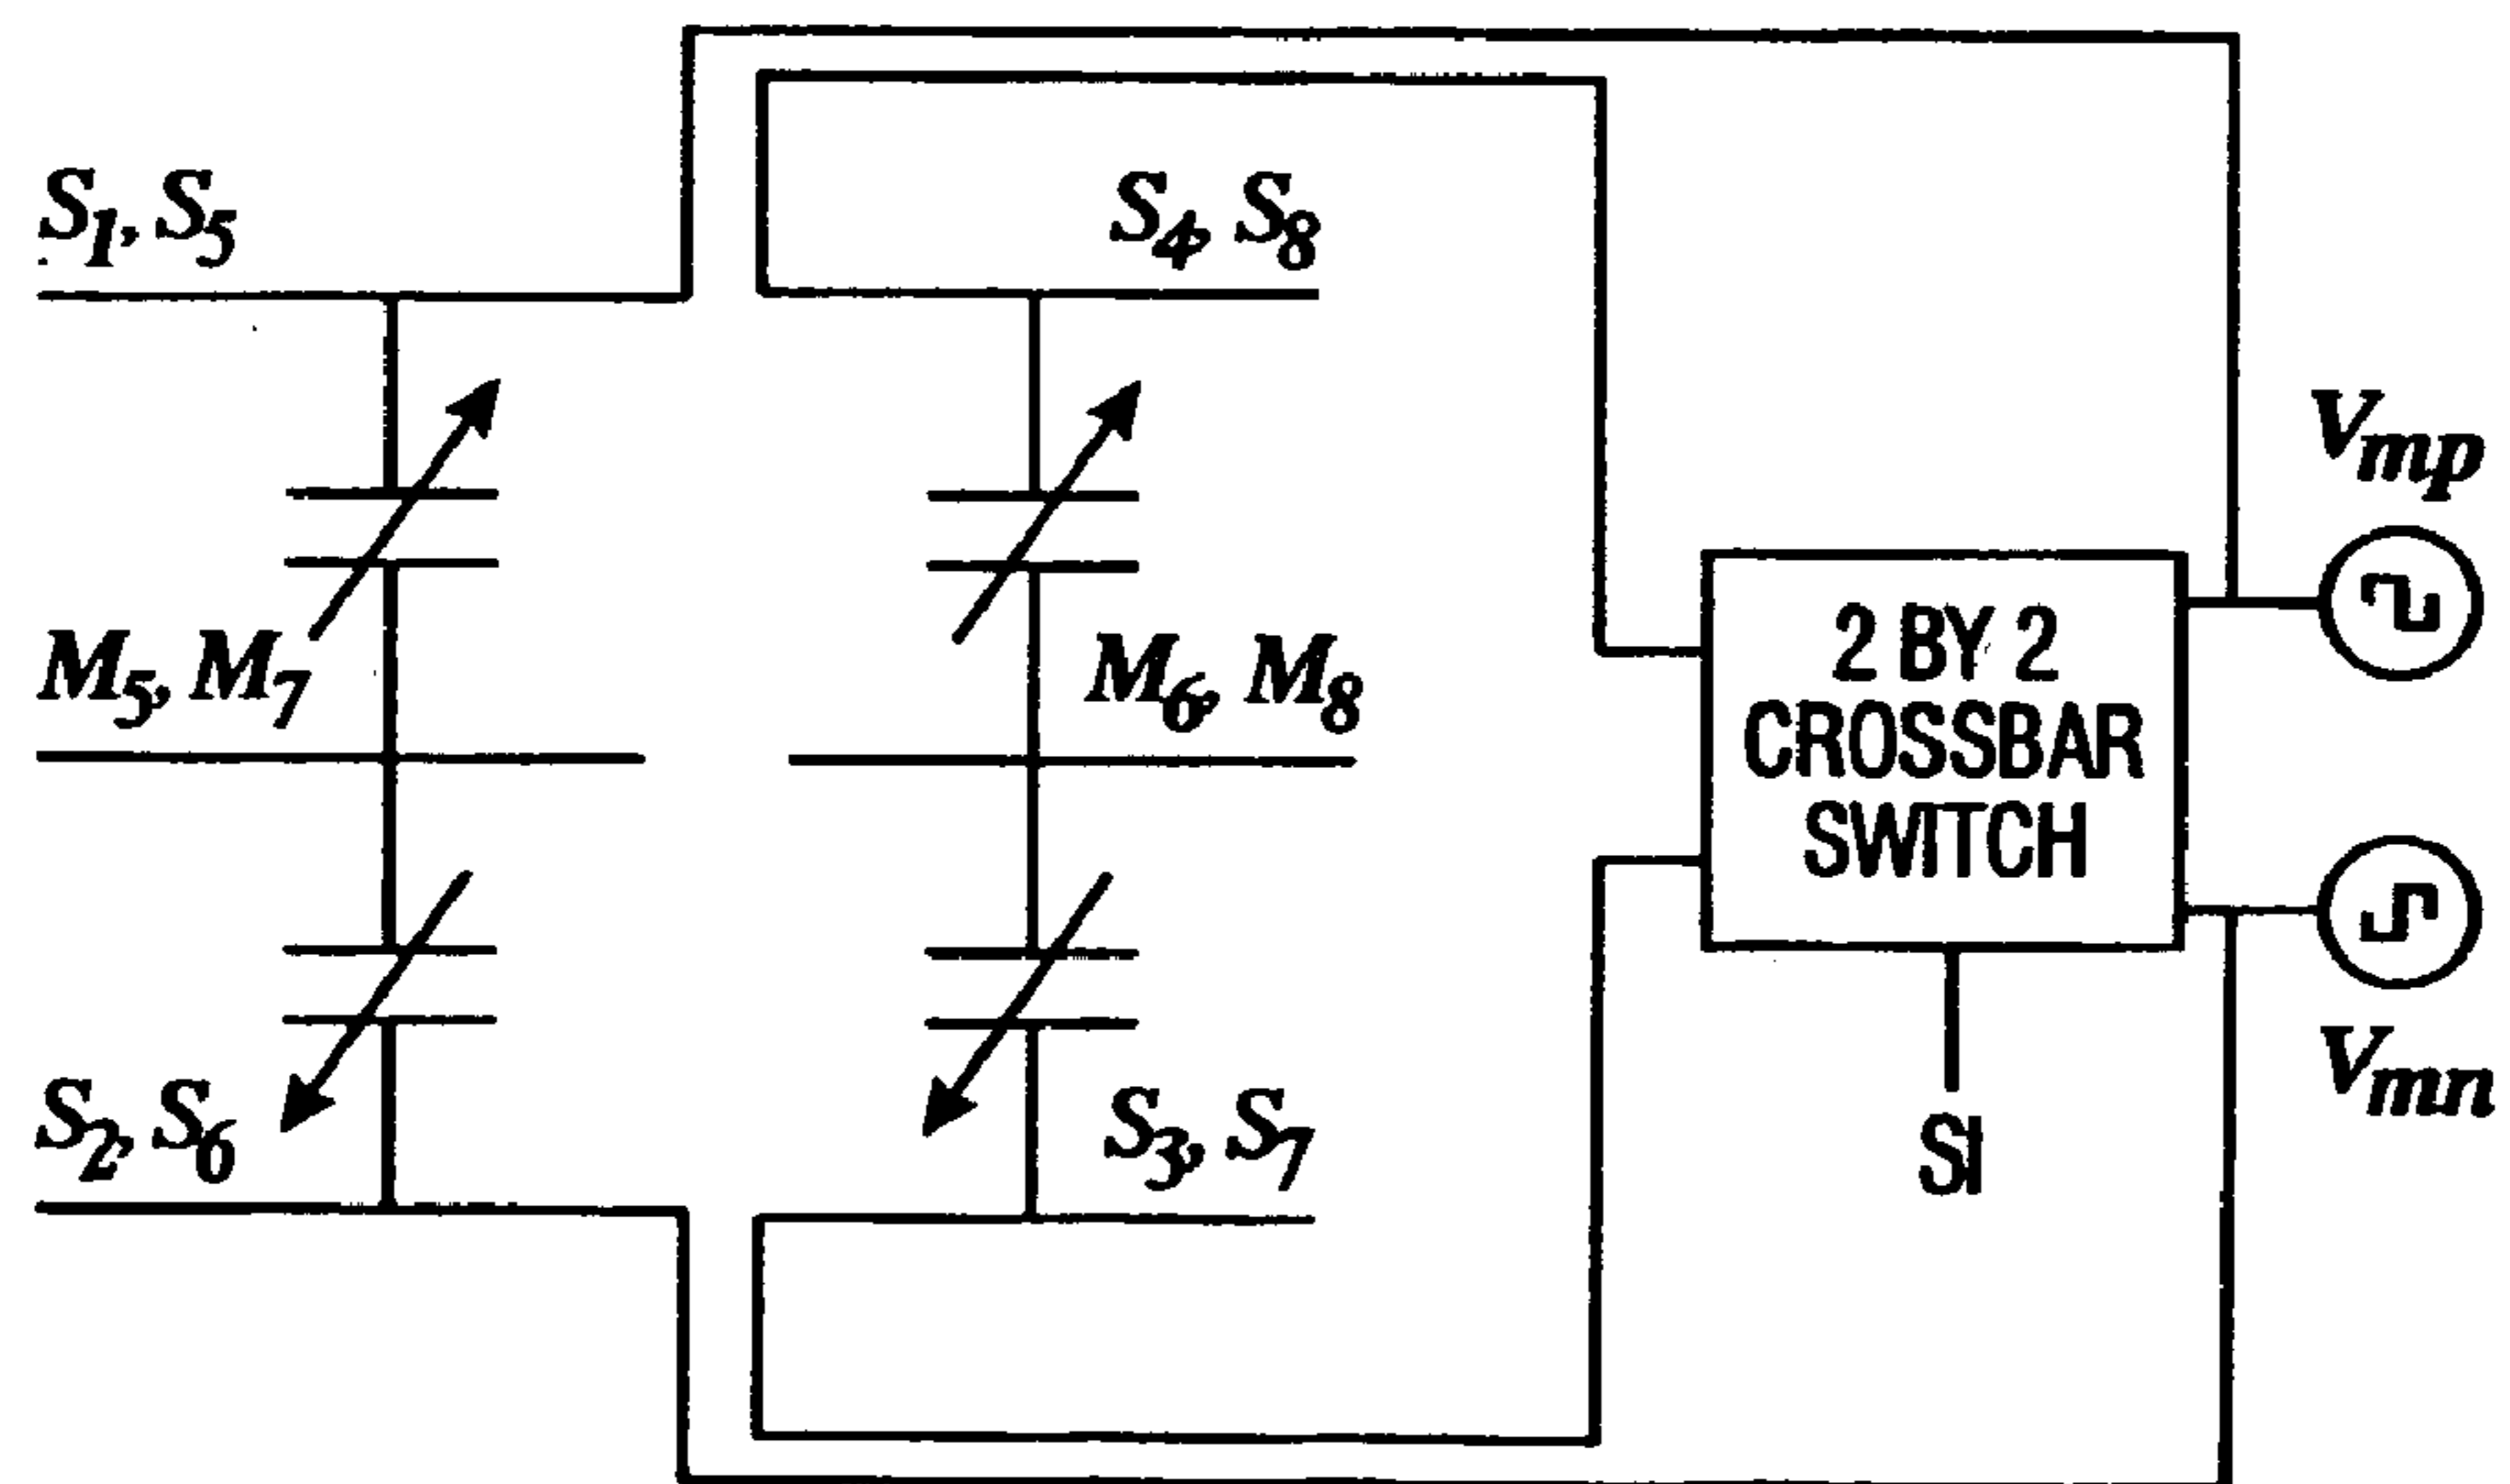 S1, S5
S4, S8
Vmp
M5, M7
M6, M8
2 BY 2
CROSSBAR
SWITCH
Vmn
S2, S6
S3, S7
SI